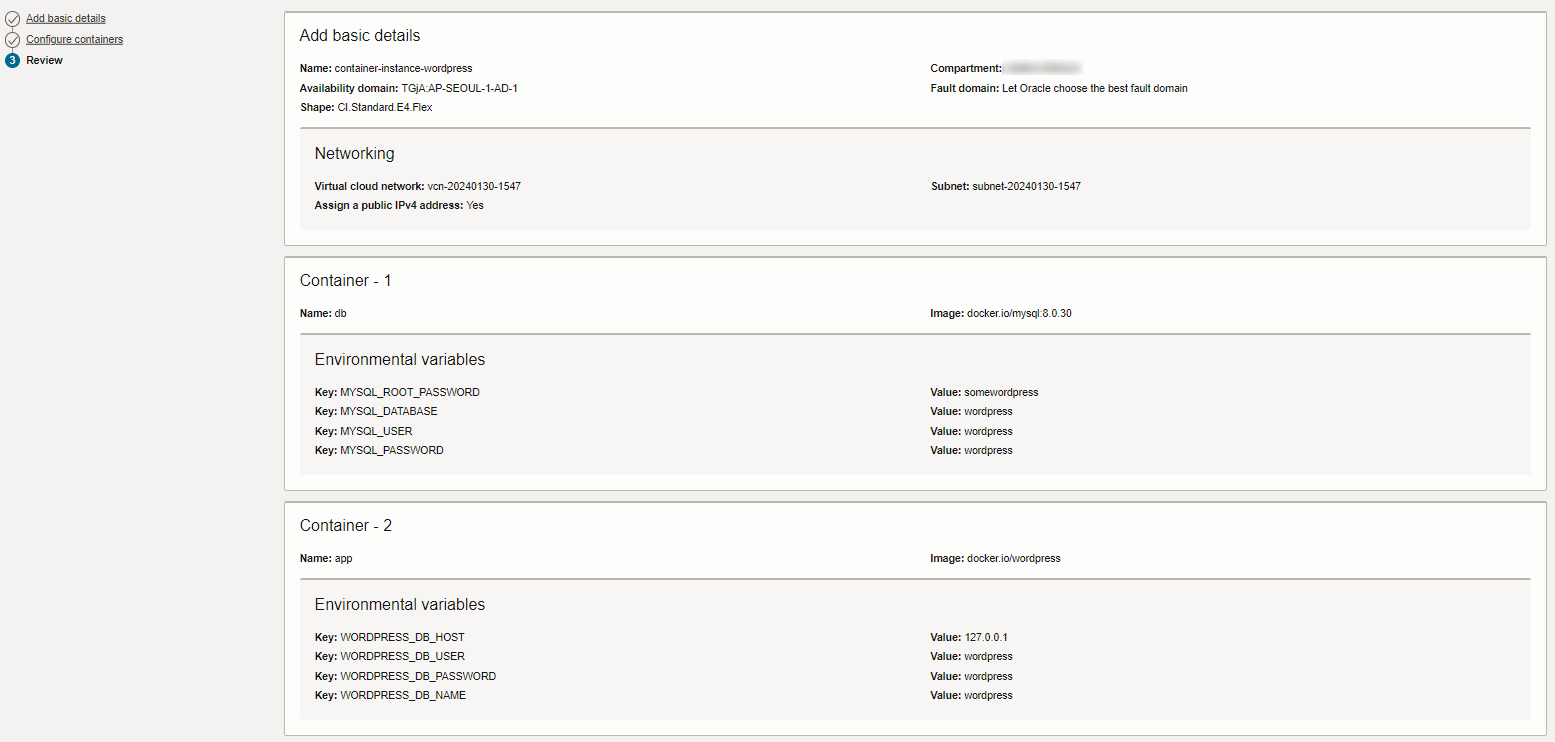 Add basic details
Configure containers
3 Review
Add basic details
Name: container-instance-wordpress
Compartment:
Availability domain: TGjA:AP-SEOUL-1-AD-1
Fault domain: Let Oracle choose the best fault domain
Shape: CI.Standard.E4.Flex
Networking
Virtual cloud network: vcn-20240130-1547
Subnet: subnet-20240130-1547
Assign a public IPv4 address: Yes
Container - 1
Name: db
Image: docker.io/mysql:8.0.30
Environmental variables
Key: MYSQL_ROOT_PASSWORD
Value: somewordpress
Key: MYSQL_DATABASE
Value: wordpress
Key: MYSQL_USER
Value: wordpress
Key: MYSQL_PASSWORD
Value: wordpress
Container - 2
Name: app
Image: docker.io/wordpress
Environmental variables
Key: WORDPRESS_DB_HOST
Value: 127.0.0.1
Key: WORDPRESS_DB_USER
Value: wordpress
Key: WORDPRESS_DB_PASSWORD
Value: wordpress
Key: WORDPRESS_DB_NAME
Value: wordpress